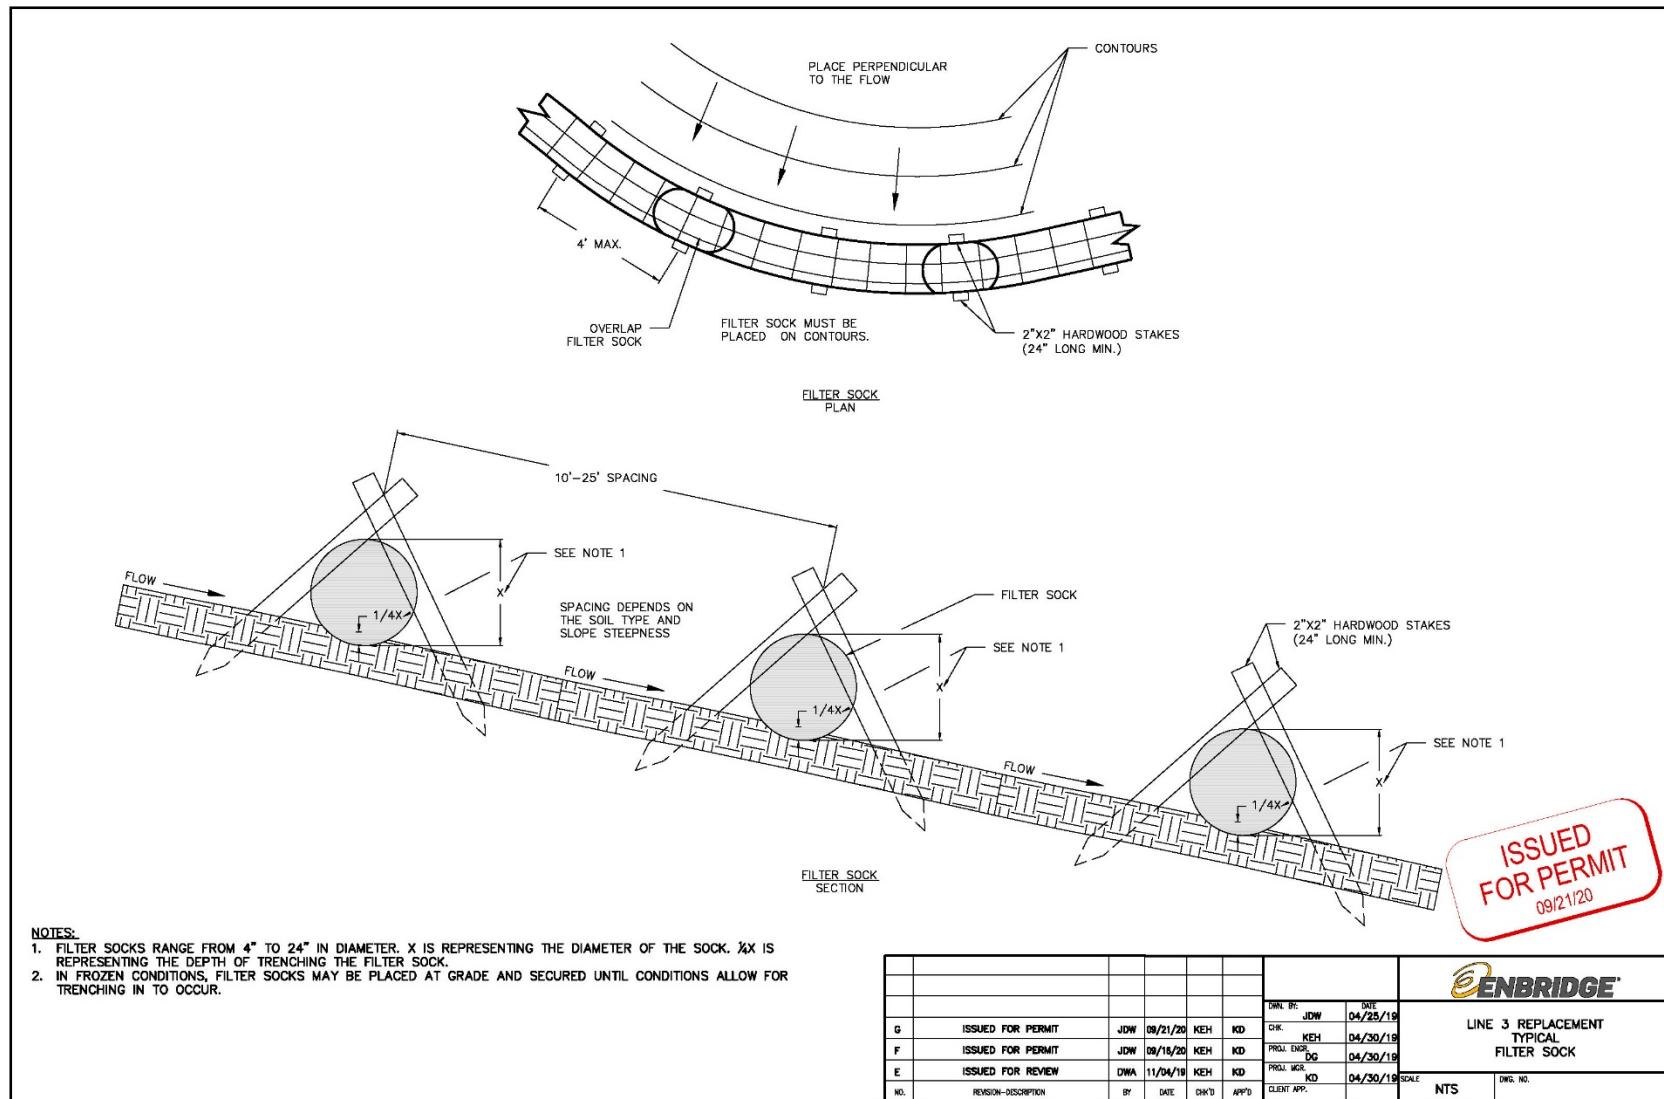 PLACE PERPENDICULAR
TO THE FLOW
CONTOURS
4' MAX.
OVERLAP
FILTER SOCK
FILTER SOCK MUST BE
PLACED ON CONTOURS.
2"X2" HARDWOOD STAKES
(24" LONG MIN.)
FILTER SOCK
PLAN
10'-25' SPACING
SEE NOTE 1
FLOW
X
1/4X
SPACING DEPENDS ON
THE SOIL TYPE AND
SLOPE STEEPNESS
FILTER SOCK
SEE NOTE 1
FLOW
X
1/4X
2"X2" HARDWOOD STAKES
(24" LONG MIN.)
SEE NOTE 1
FLOW
X
1/4X
FILTER SOCK
SECTION
ISSUED
FOR PERMIT
09/21/20
NOTES:
1. FILTER SOCKS RANGE FROM 4" TO 24" IN DIAMETER. X IS REPRESENTING THE DIAMETER OF THE SOCK. ¼X IS
REPRESENTING THE DEPTH OF TRENCHING THE FILTER SOCK.
2. IN FROZEN CONDITIONS, FILTER SOCKS MAY BE PLACED AT GRADE AND SECURED UNTIL CONDITIONS ALLOW FOR
TRENCHING IN TO OCCUR.
G ISSUED FOR PERMIT JDW 09/21/20 KEH KD
F ISSUED FOR PERMIT JDW 09/16/20 KEH KD
E ISSUED FOR REVIEW DWA 11/04/19 KEH KD
NO. REVISION-DESCRIPTION BY DATE CHK'D APP'D
DWN. BY: JDW DATE 04/25/19
CHK. KEH 04/30/19
PROJ. ENGR. DG 04/30/19
PROJ. MGR. KD 04/30/19
CLIENT APP.
ENBRIDGE
LINE 3 REPLACEMENT
TYPICAL
FILTER SOCK
SCALE NTS
DWG. NO.